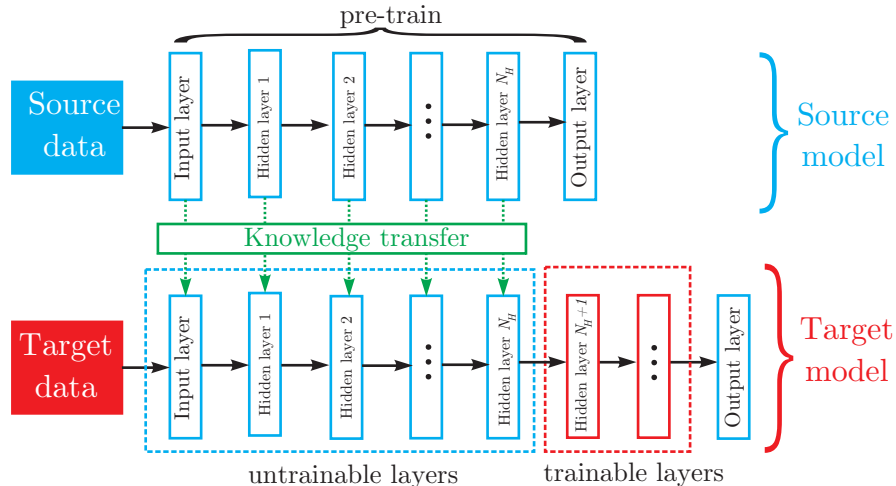 pre-train
Source
data
Input layer
Hidden layer 1
Hidden layer 2
Hidden layer N_H
Output layer
Source
model
Knowledge transfer
Target
data
Input layer
Hidden layer 1
Hidden layer 2
Hidden layer N_H
Hidden layer N_H+1
Output layer
Target
model
untrainable layers
trainable layers